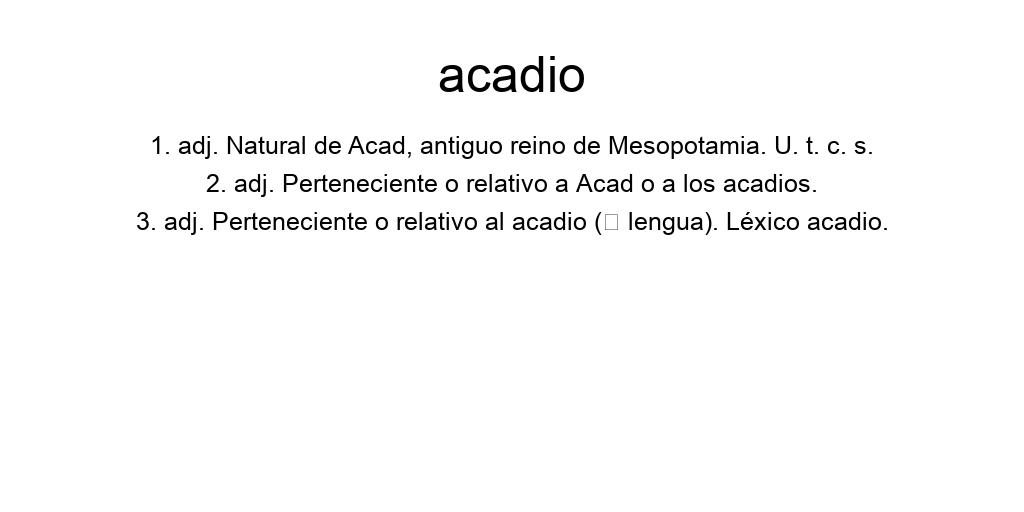 acadio
1. adj. Natural de Acad, antiguo reino de Mesopotamia. U. t. c. s.
2. adj. Perteneciente o relativo a Acad o a los acadios.
3. adj. Perteneciente o relativo al acadio (□ lengua). Léxico acadio.